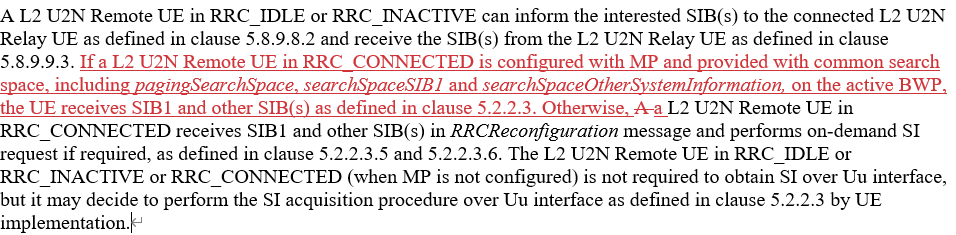 A L2 U2N Remote UE in RRC_IDLE or RRC_INACTIVE can inform the interested SIB(s) to the connected L2 U2N
Relay UE as defined in clause 5.8.9.8.2 and receive the SIB(s) from the L2 U2N Relay UE as defined in clause
5.8.9.9.3. If a L2 U2N Remote UE in RRC_CONNECTED is configured with MP and provided with common search
space, including pagingSearchSpace, searchSpaceSIB1 and searchSpaceOtherSystemInformation, on the active BWP,
the UE receives SIB1 and other SIB(s) as defined in clause 5.2.2.3. Otherwise, A a L2 U2N Remote UE in
RRC_CONNECTED receives SIB1 and other SIB(s) in RRCReconfiguration message and performs on-demand SI
request if required, as defined in clause 5.2.2.3.5 and 5.2.2.3.6. The L2 U2N Remote UE in RRC_IDLE or
RRC_INACTIVE or RRC_CONNECTED (when MP is not configured) is not required to obtain SI over Uu interface,
but it may decide to perform the SI acquisition procedure over Uu interface as defined in clause 5.2.2.3 by UE
implementation.